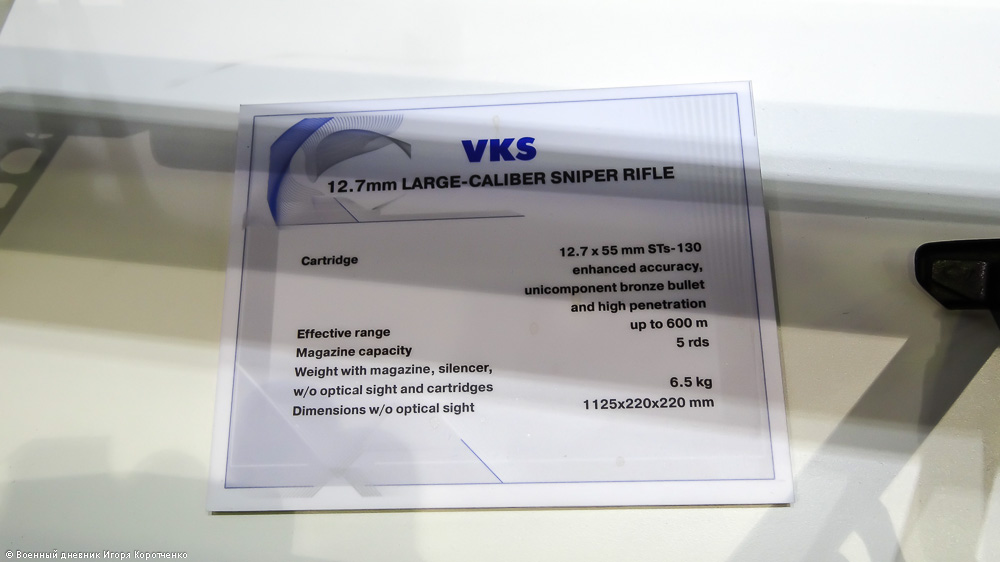 VKS
12.7mm LARGE-CALIBER SNIPER RIFLE
Cartridge
12.7 x 55 mm STs-130
enhanced accuracy,
unicomponent bronze bullet
and high penetration
Effective range
up to 600 m
Magazine capacity
5 rds
Weight with magazine, silencer,
w/o optical sight and cartridges
6.5 kg
Dimensions w/o optical sight
1125x220x220 mm
© Военный дневник Игоря Коротченко